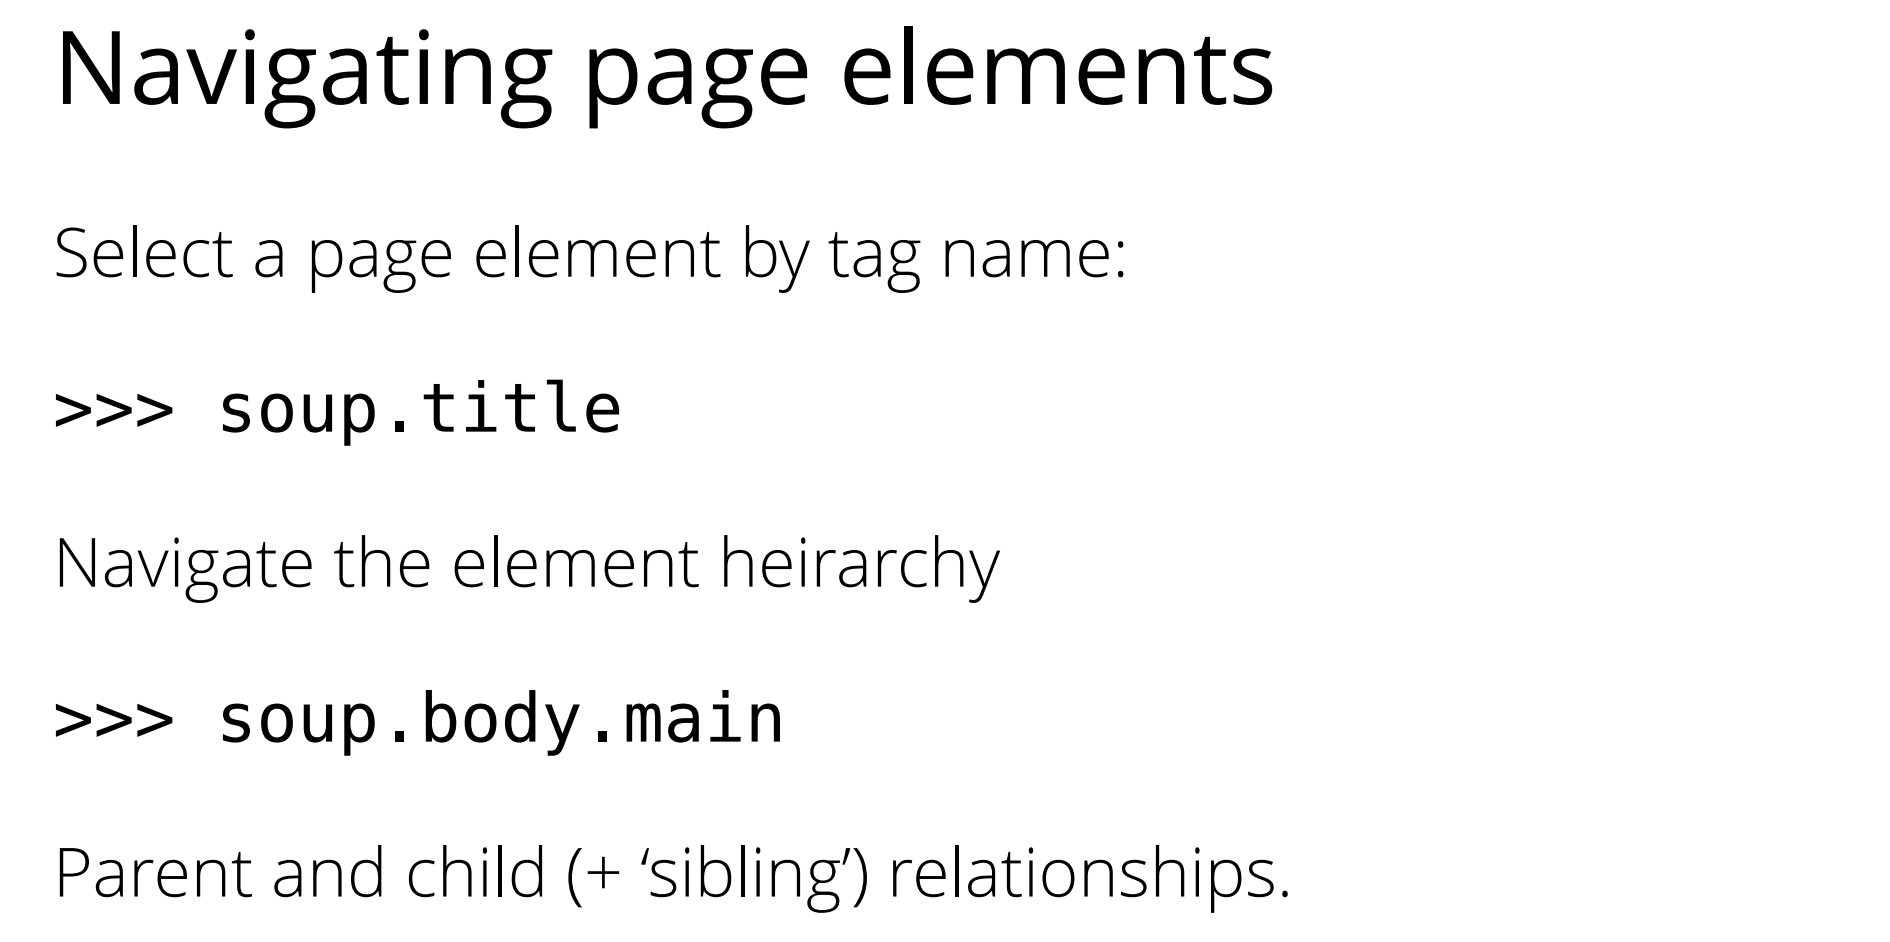 Navigating page elements
Select a page element by tag name:
>>> soup.title
Navigate the element heirarchy
>>> soup.body.main
Parent and child (+ ‘sibling’) relationships.